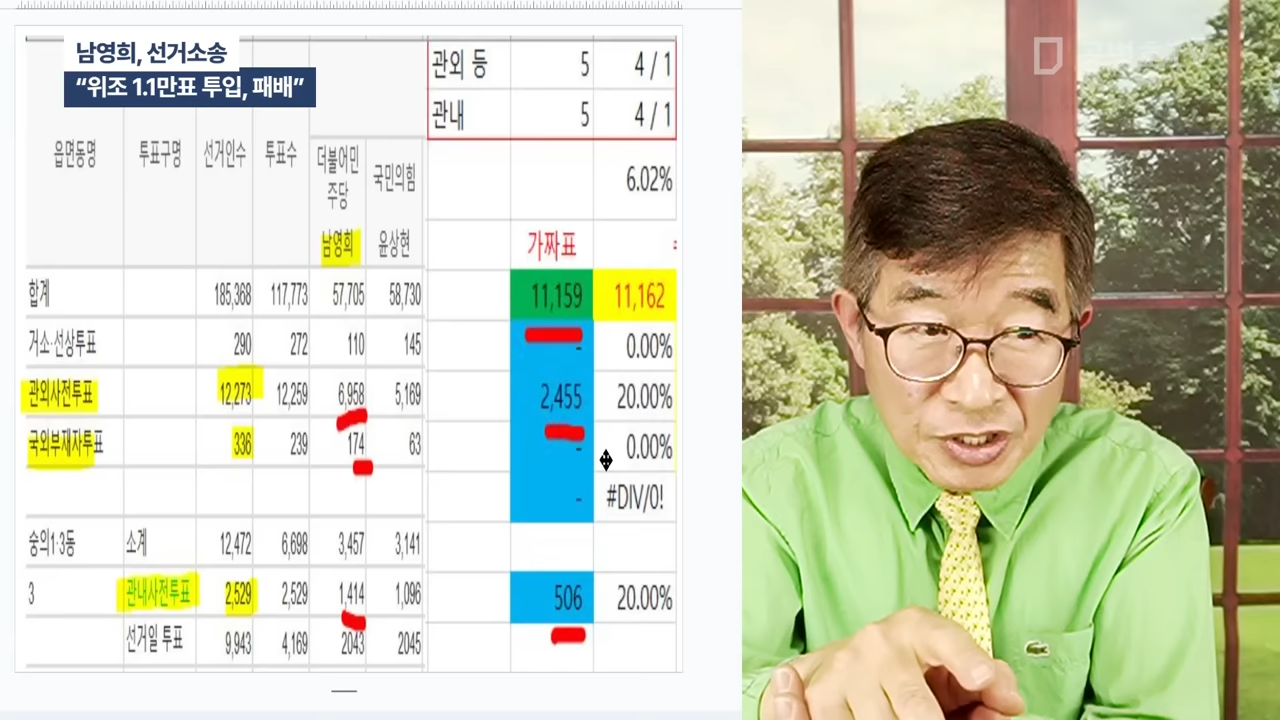 남영희, 선거소송
“위조 1.1만표 투입, 패배”
관외 등 5 4 / 1
관내 5 4 / 1
6.02%
읍면동명 투표구명 선거인수 투표수 더불어민주당 남영희 국민의힘 윤상현 가짜표
합계 185,368 117,773 57,705 58,730 11,159 11,162
거소·선상투표 290 272 110 145 - 0.00%
관외사전투표 12,273 12,259 6,958 5,169 2,455 20.00%
국외부재자투표 336 239 174 63 - 0.00%
- #DIV/0!
숭의1·3동 소계 12,472 6,698 3,457 3,141
3 관내사전투표 2,529 2,529 1,414 1,096 506 20.00%
선거일 투표 9,943 4,169 2043 2045